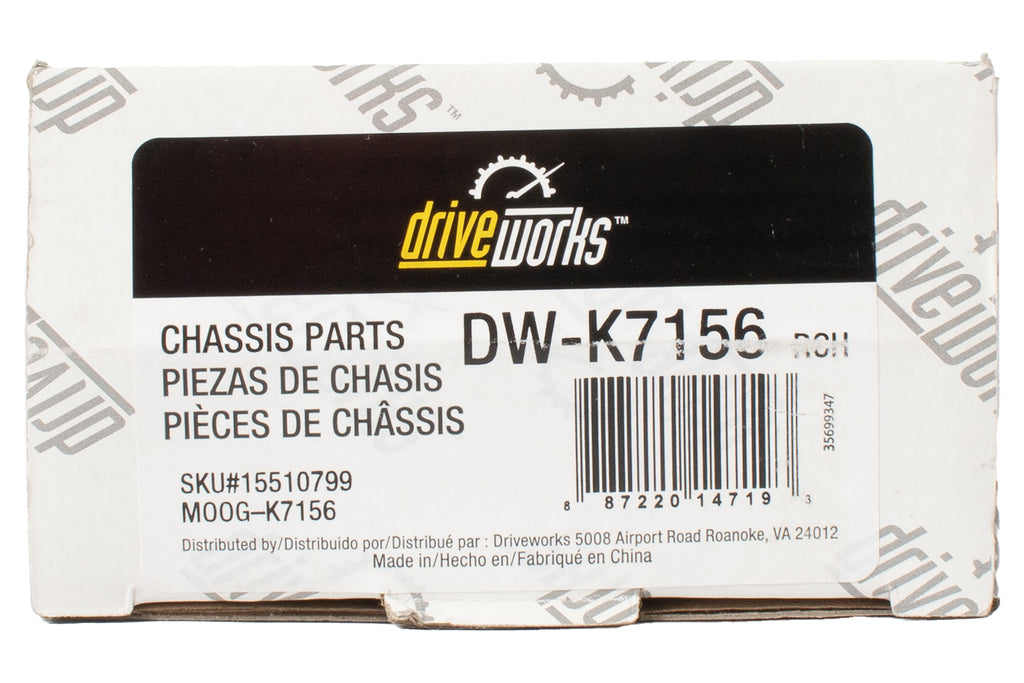 driveworks™
CHASSIS PARTS
PIEZAS DE CHASIS
PIÈCES DE CHÂSSIS
DW-K7156 RCH
35699347
8 87220 14719 3
SKU#15510799
MOOG–K7156
Distributed by/Distribuido por/Distribué par : Driveworks 5008 Airport Road Roanoke, VA 24012
Made in/Hecho en/Fabriqué en China